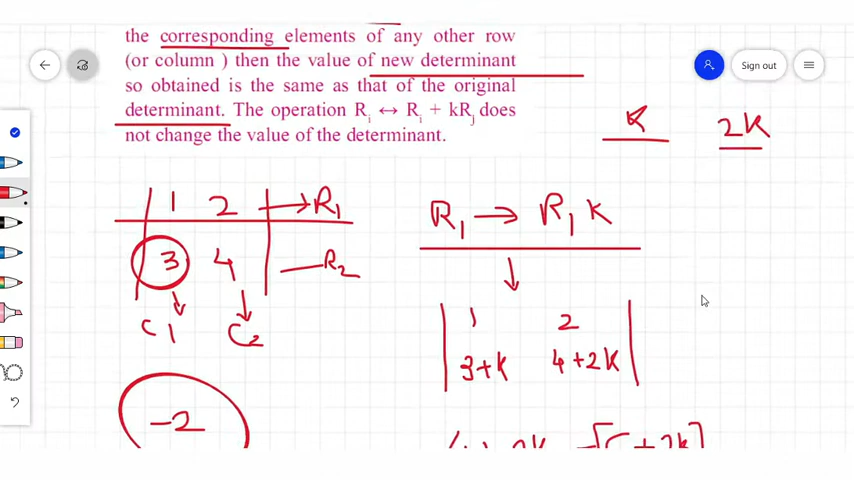 the corresponding elements of any other row
(or column ) then the value of new determinant
so obtained is the same as that of the original
determinant. The operation Rᵢ ↔ Rᵢ + kRⱼ does
not change the value of the determinant.
Sign out
K 2K
1 2 → R₁
3 4 — R₂
C1 C₂
-2
R₁ → R₁ K
1 2
3+K 4+2K